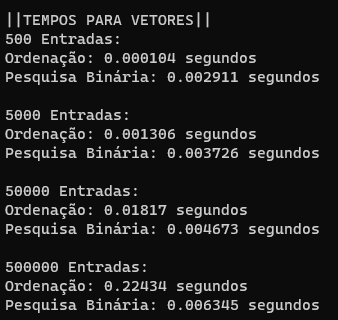 ||TEMPOS PARA VETORES||
500 Entradas:
Ordenação: 0.000104 segundos
Pesquisa Binária: 0.002911 segundos
5000 Entradas:
Ordenação: 0.001306 segundos
Pesquisa Binária: 0.003726 segundos
50000 Entradas:
Ordenação: 0.01817 segundos
Pesquisa Binária: 0.004673 segundos
500000 Entradas:
Ordenação: 0.22434 segundos
Pesquisa Binária: 0.006345 segundos